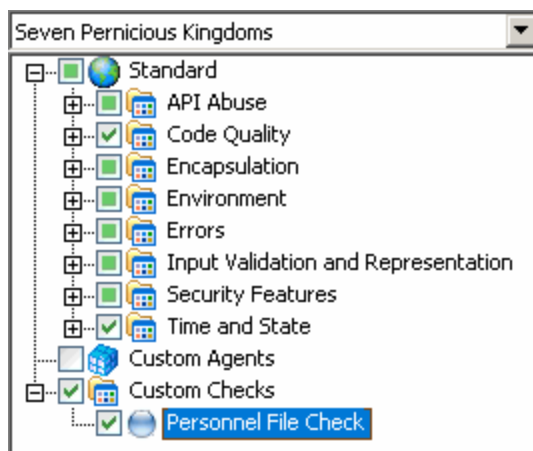 Seven Pernicious Kingdoms
Standard
API Abuse
Code Quality
Encapsulation
Environment
Errors
Input Validation and Representation
Security Features
Time and State
Custom Agents
Custom Checks
Personnel File Check